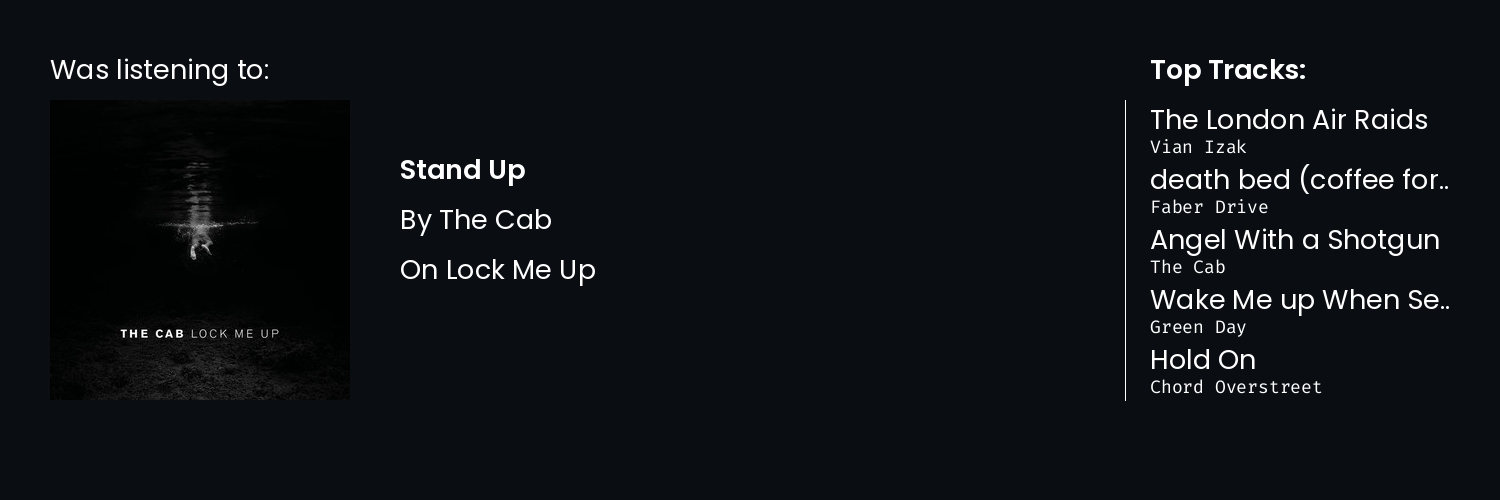 Was listening to:
THE CAB LOCK ME UP
Stand Up
By The Cab
On Lock Me Up
Top Tracks:
The London Air Raids
Vian Izak
death bed (coffee for..
Faber Drive
Angel With a Shotgun
The Cab
Wake Me up When Se..
Green Day
Hold On
Chord Overstreet